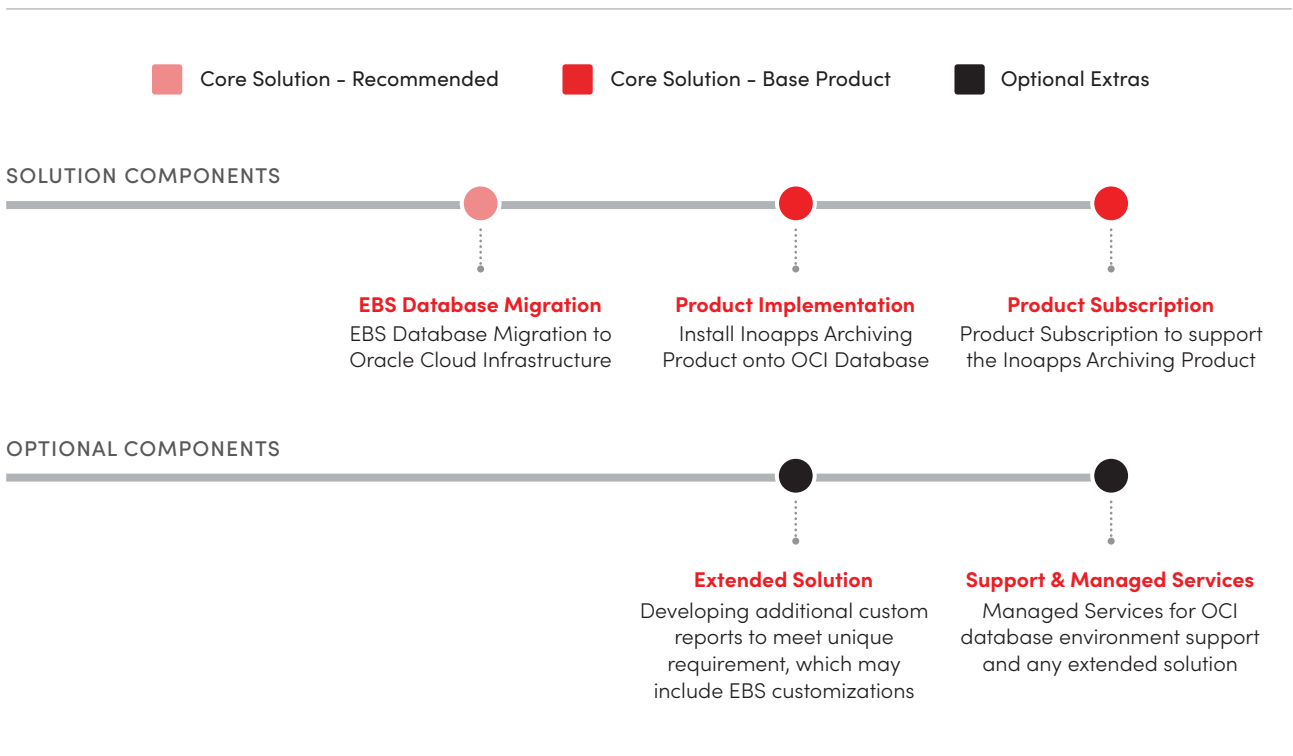 Core Solution - Recommended
Core Solution - Base Product
Optional Extras
SOLUTION COMPONENTS
EBS Database Migration
EBS Database Migration to
Oracle Cloud Infrastructure
Product Implementation
Install Inoapps Archiving
Product onto OCI Database
Product Subscription
Product Subscription to support
the Inoapps Archiving Product
OPTIONAL COMPONENTS
Extended Solution
Developing additional custom
reports to meet unique
requirement, which may
include EBS customizations
Support & Managed Services
Managed Services for OCI
database environment support
and any extended solution